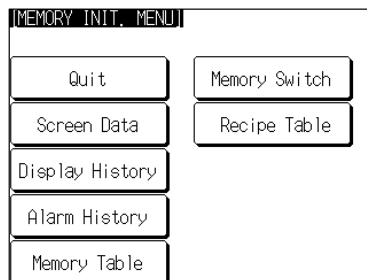 [MEMORY INIT. MENU]
Quit
Memory Switch
Screen Data
Recipe Table
Display History
Alarm History
Memory Table